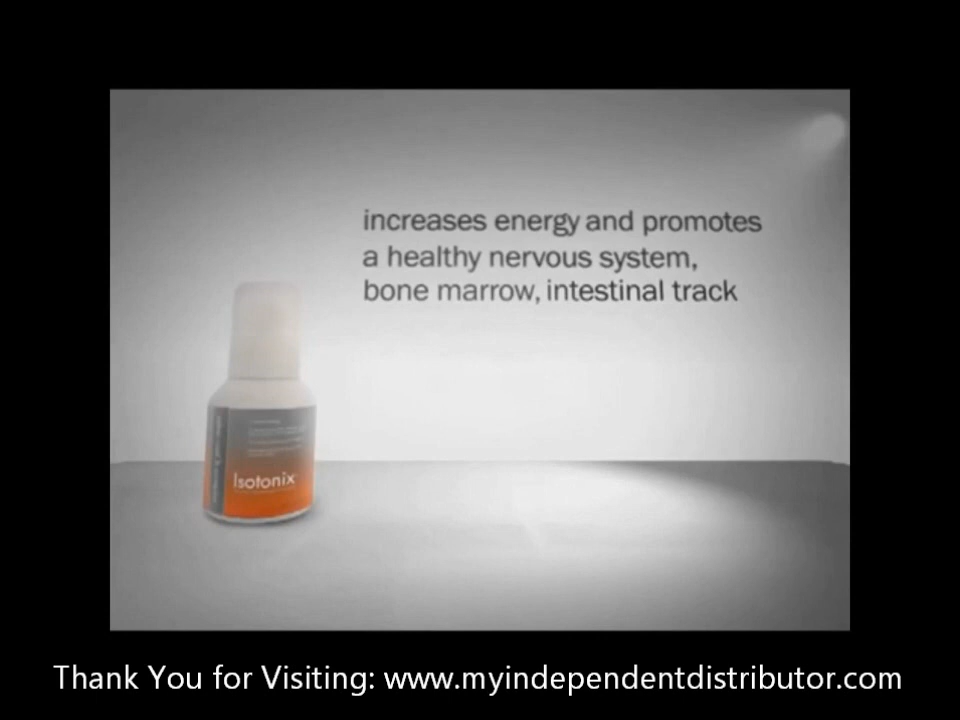 increases energy and promotes
a healthy nervous system,
bone marrow, intestinal track
Isotonix
Thank You for Visiting: www.myindependentdistributor.com